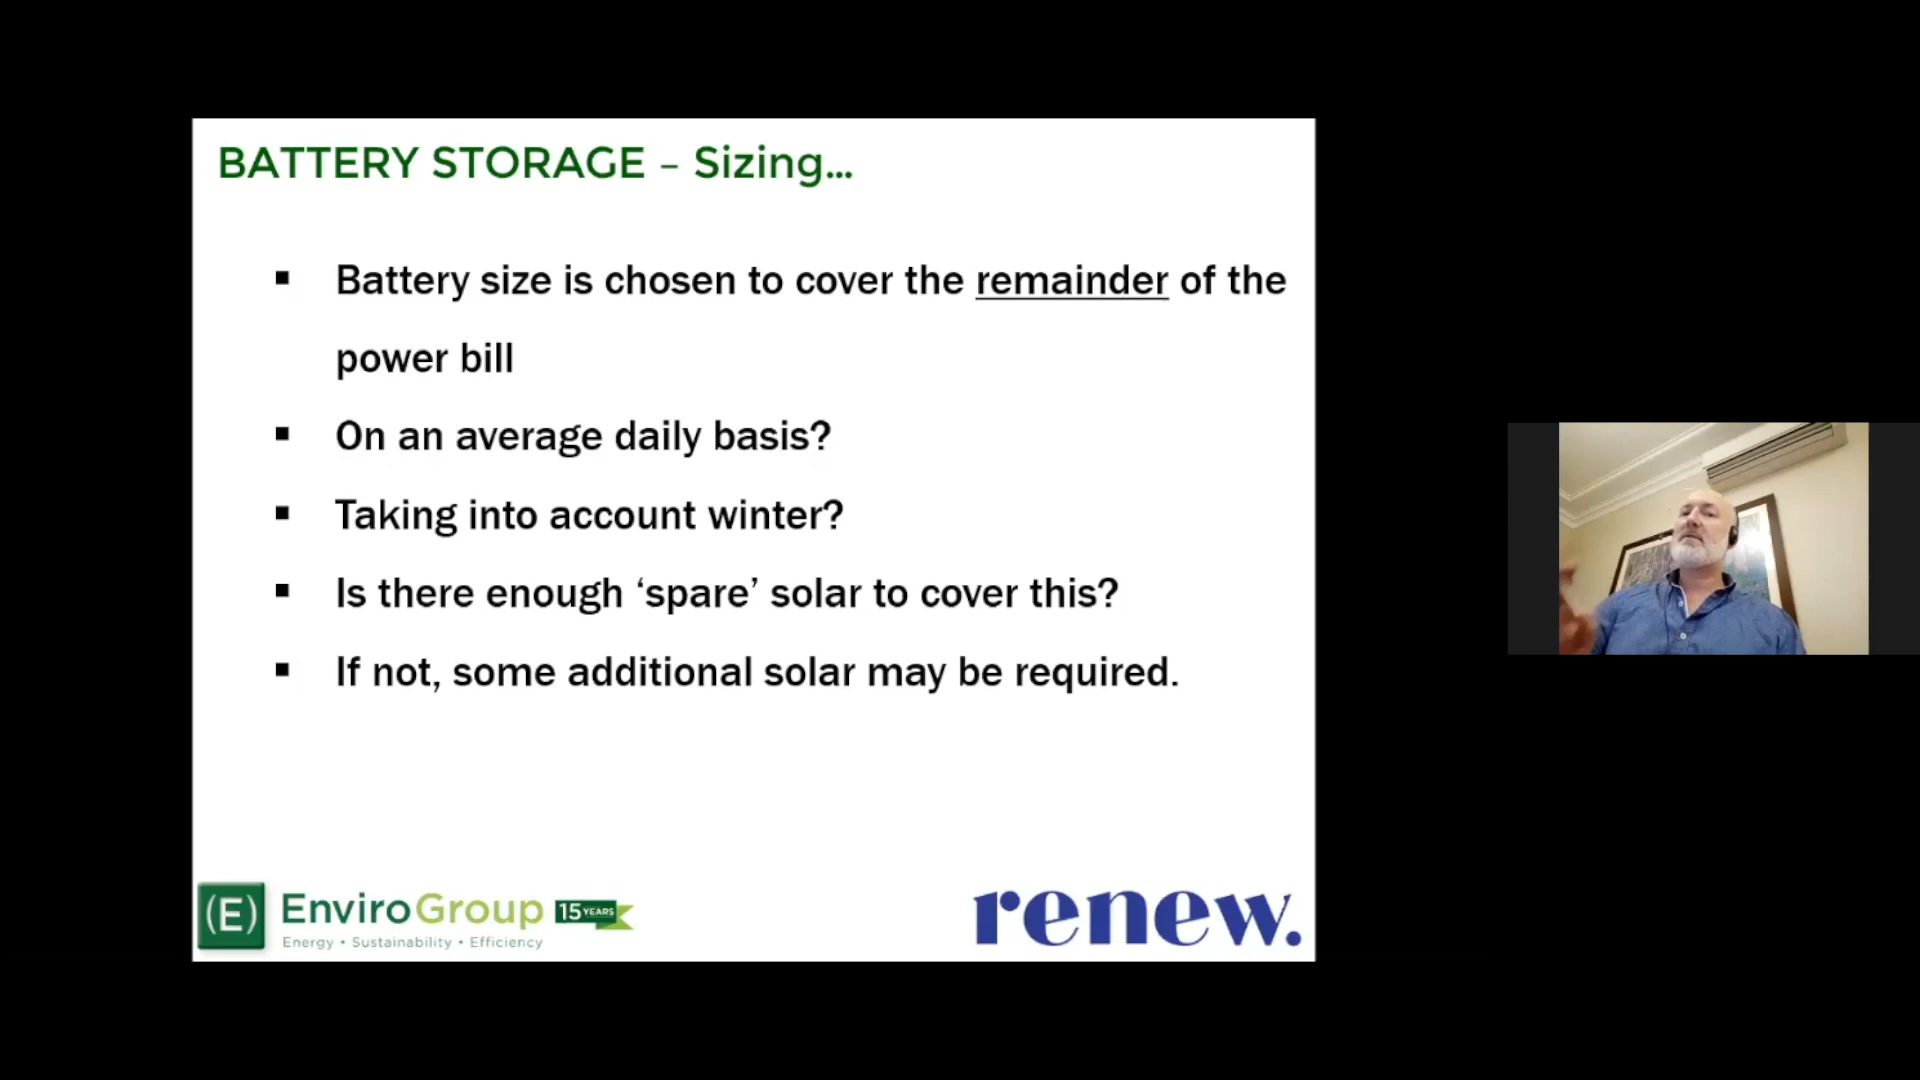 BATTERY STORAGE – Sizing...
▪ Battery size is chosen to cover the remainder of the
power bill
▪ On an average daily basis?
▪ Taking into account winter?
▪ Is there enough ‘spare’ solar to cover this?
▪ If not, some additional solar may be required.
(E) EnviroGroup 15 YEARS
Energy • Sustainability • Efficiency
renew.